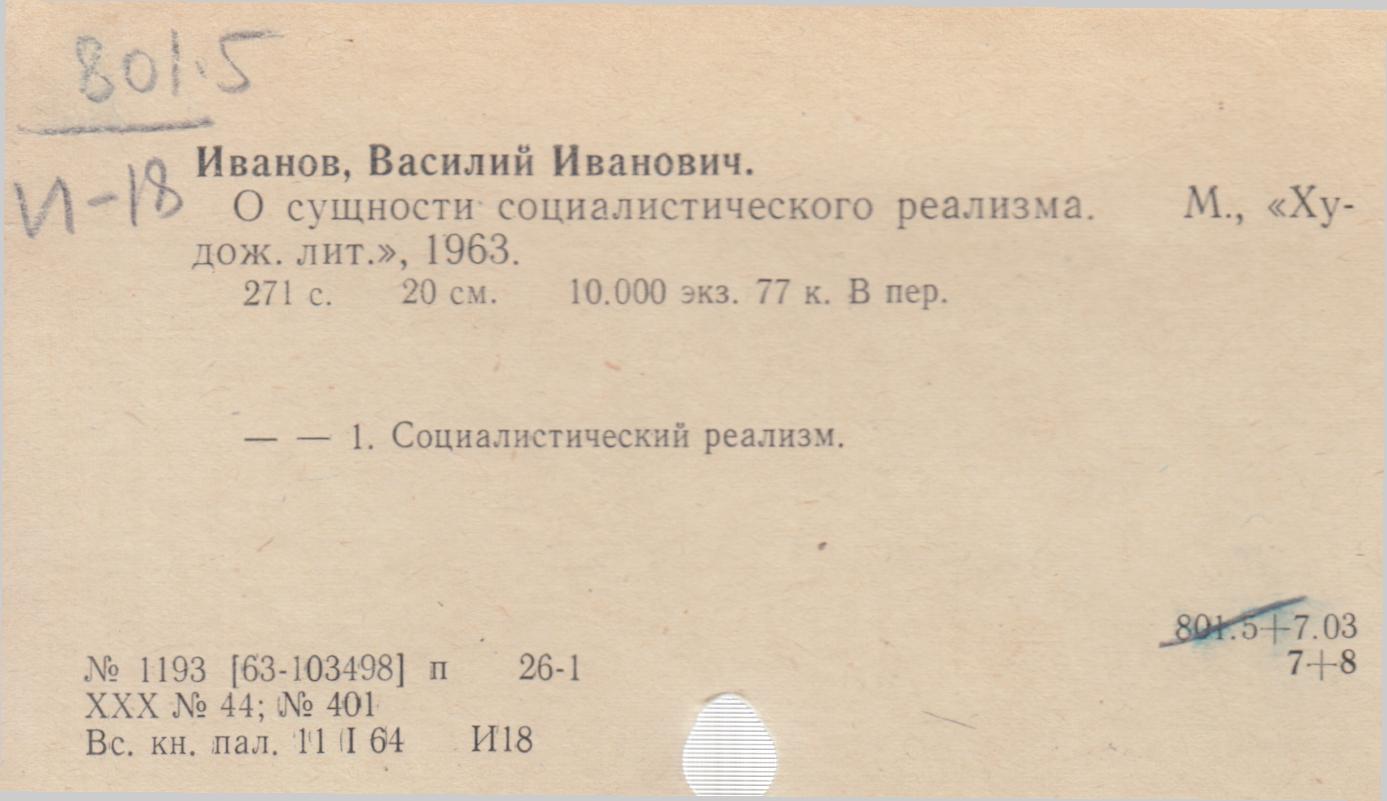 801.5
И-18
Иванов, Василий Иванович.
О сущности социалистического реализма. М., «Ху-
дож. лит.», 1963.
271 с. 20 см. 10.000 экз. 77 к. В пер.
— — 1. Социалистический реализм.
801.5+7.03
7+8
№ 1193 [63-103498] п 26-1
XXX № 44; № 401
Вс. кн. пал. 11 I 64 И18